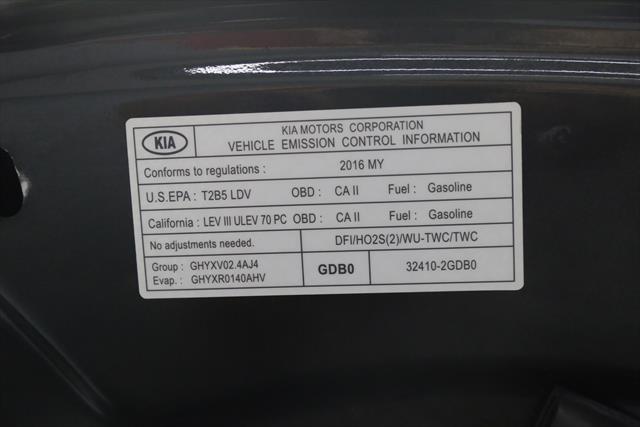 KIA
KIA MOTORS CORPORATION
VEHICLE EMISSION CONTROL INFORMATION
Conforms to regulations : 2016 MY
U.S.EPA : T2B5 LDV OBD : CA II Fuel : Gasoline
California : LEV III ULEV 70 PC OBD : CA II Fuel : Gasoline
No adjustments needed. DFI/HO2S(2)/WU-TWC/TWC
Group : GHYXV02.4AJ4
Evap. : GHYXR0140AHV
GDB0 32410-2GDB0